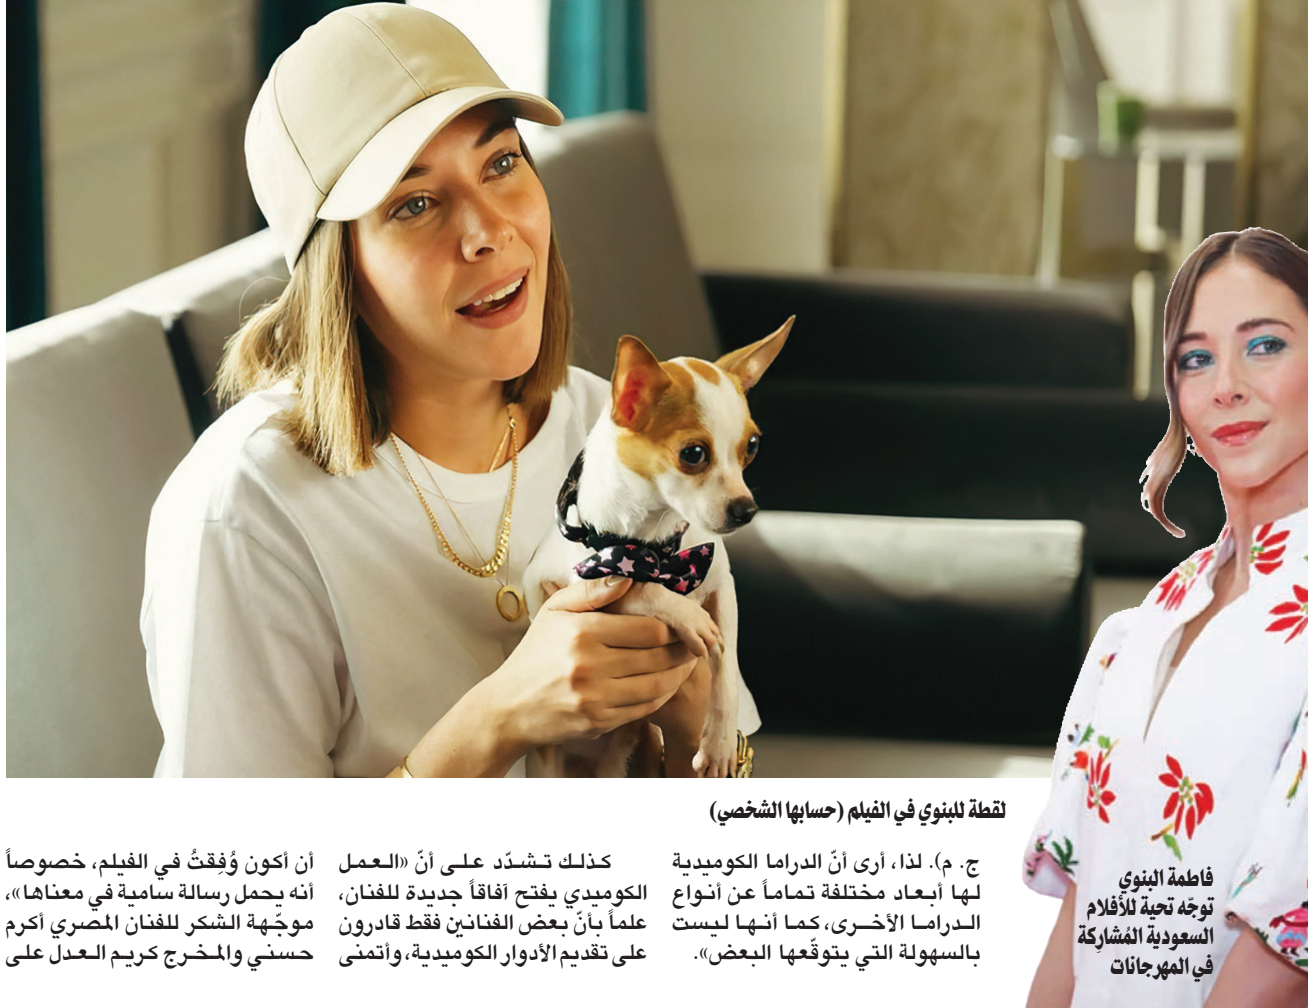 لقطة للبنوي في الفيلم (حسابها الشخصي)
فاطمة البنوي
توجّه تحية للأفلام
السعودية المُشارِكة
في المهرجانات
ج. م). لذا، أرى أنّ الدراما الكوميدية
لها أبعاد مختلفة تماماً عن أنواع
الدراما الأخرى، كما أنها ليست
بالسهولة التي يتوقّعها البعض».
كذلك تشدّد على أنّ «العمل
الكوميدي يفتح آفاقاً جديدة للفنان،
علماً بأنّ بعض الفنانين فقط قادرون
على تقديم الأدوار الكوميدية، وأتمنى
أن أكون وُفِقتُ في الفيلم، خصوصاً
أنه يحمل رسالة سامية في معناها»،
موجّهة الشكر للفنان المصري أكرم
حسني والمخرج كريم العدل على